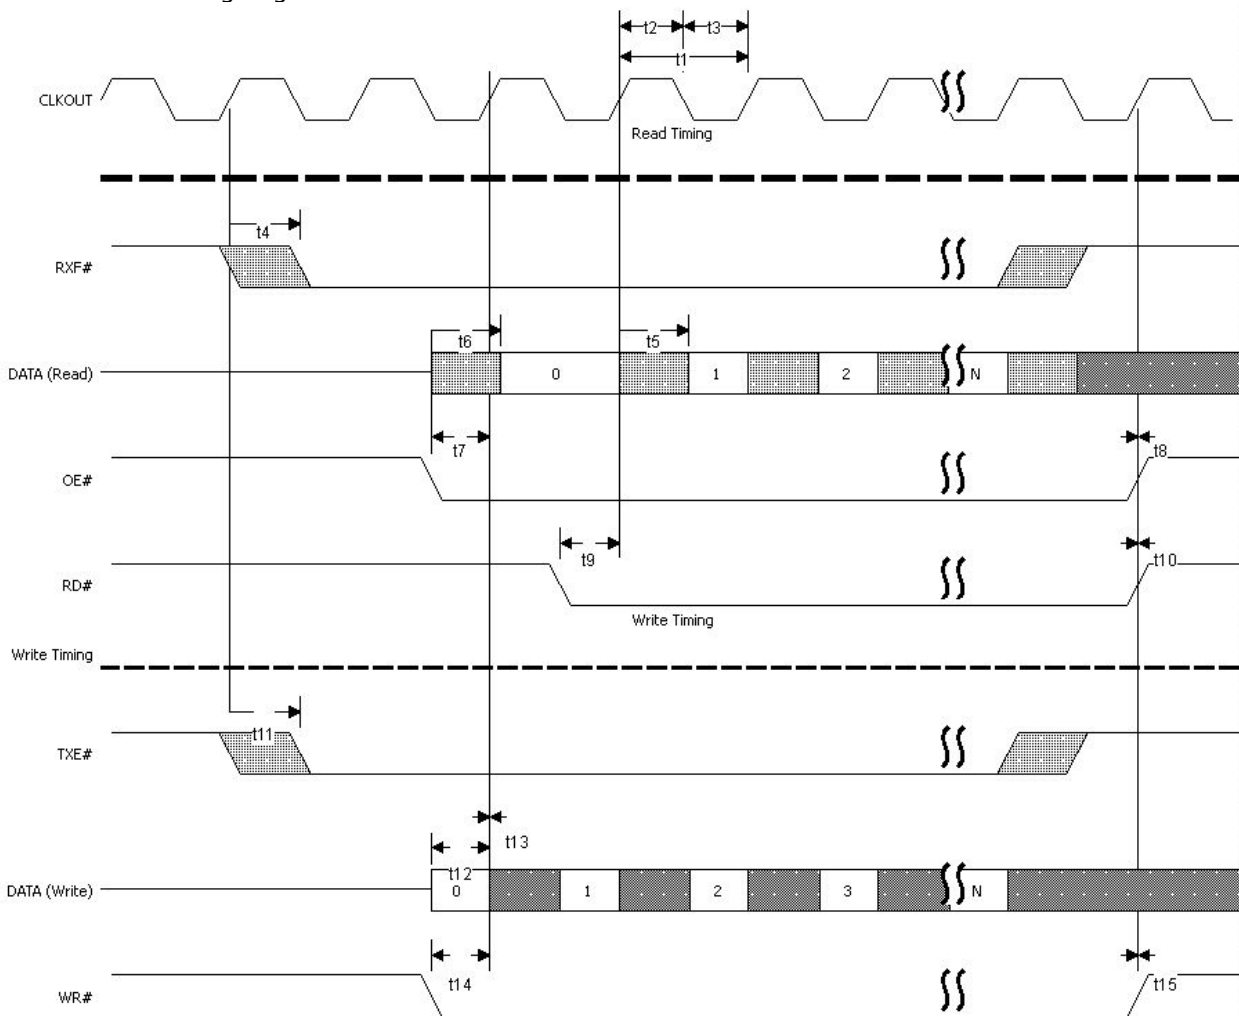 t2 t3
t1
CLKOUT
Read Timing
t4
RXF#
t6 t5
DATA (Read) 0 1 2 N
t7 t8
OE#
t9 t10
RD#
Write Timing
Write Timing
t11
TXE#
t13
t12
DATA (Write) 0 1 2 3 N
t14 t15
WR#